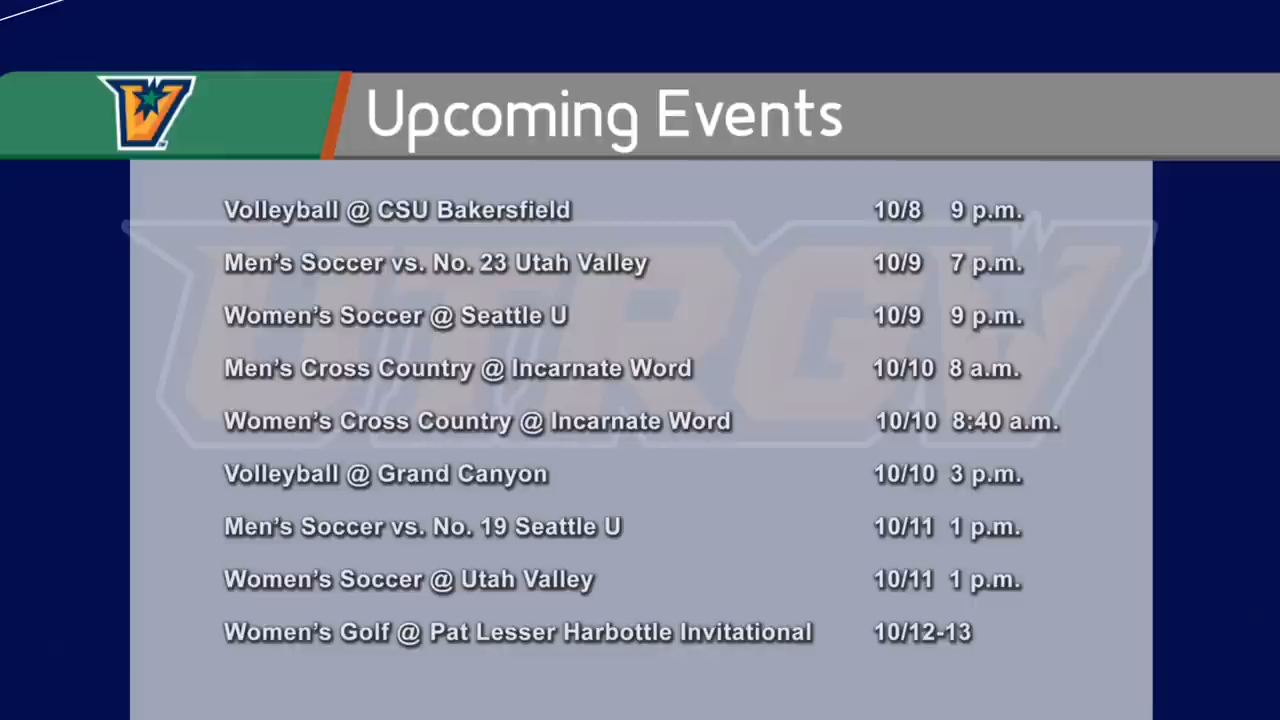 Upcoming Events
Volleyball @ CSU Bakersfield 10/8 9 p.m.
Men's Soccer vs. No. 23 Utah Valley 10/9 7 p.m.
Women's Soccer @ Seattle U 10/9 9 p.m.
Men's Cross Country @ Incarnate Word 10/10 8 a.m.
Women's Cross Country @ Incarnate Word 10/10 8:40 a.m.
Volleyball @ Grand Canyon 10/10 3 p.m.
Men's Soccer vs. No. 19 Seattle U 10/11 1 p.m.
Women's Soccer @ Utah Valley 10/11 1 p.m.
Women's Golf @ Pat Lesser Harbottle Invitational 10/12-13
UTRGV